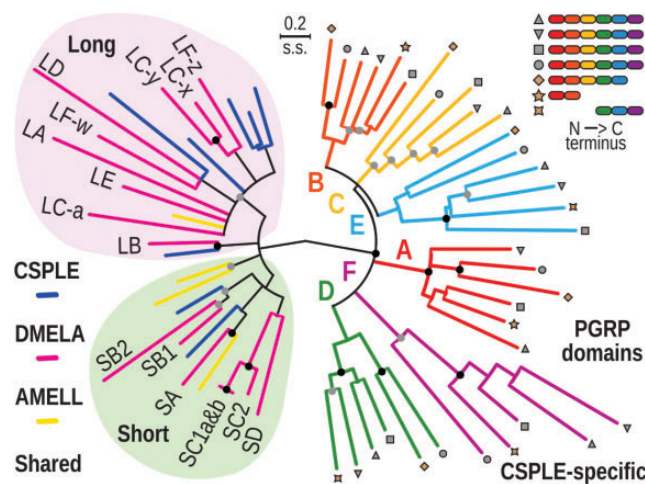 Long
LD
LF-w
LA
LE
LC-a
LB
LC-y
LC-x
LF-z
0.2
s.s.
N —> C
terminus
B
C
E
A
F
D
CSPLE
DMELA
AMELL
Shared
SB2
SB1
SA
SC1a&b
SC2
SD
Short
PGRP
domains
CSPLE-specific